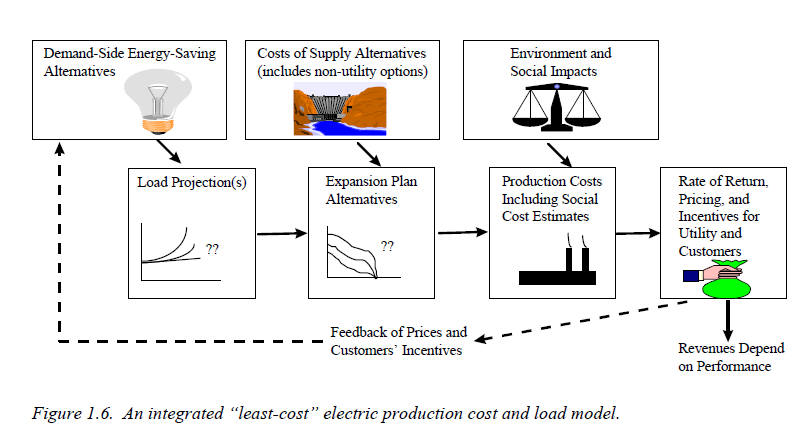 Demand-Side Energy-Saving
Alternatives
Costs of Supply Alternatives
(includes non-utility options)
Environment and
Social Impacts
Load Projection(s)
??
Expansion Plan
Alternatives
??
Production Costs
Including Social
Cost Estimates
Rate of Return,
Pricing, and
Incentives for
Utility and
Customers
Feedback of Prices and
Customers’ Incentives
Revenues Depend
on Performance
Figure 1.6. An integrated “least-cost” electric production cost and load model.